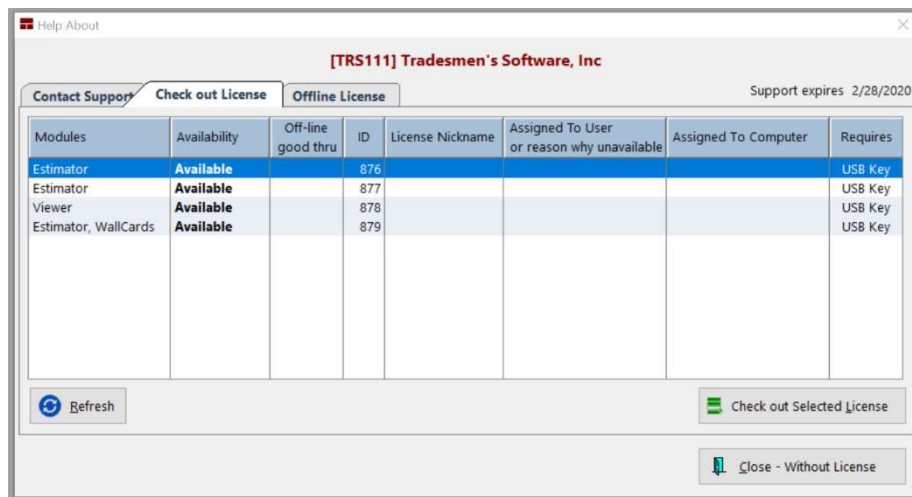 Help About
[TRS111] Tradesmen's Software, Inc
Contact Support Check out License Offline License Support expires 2/28/2020
Modules Availability Off-line good thru ID License Nickname Assigned To User or reason why unavailable Assigned To Computer Requires
Estimator Available 876 USB Key
Estimator Available 877 USB Key
Viewer Available 878 USB Key
Estimator, WallCards Available 879 USB Key
Refresh Check out Selected License
Close - Without License